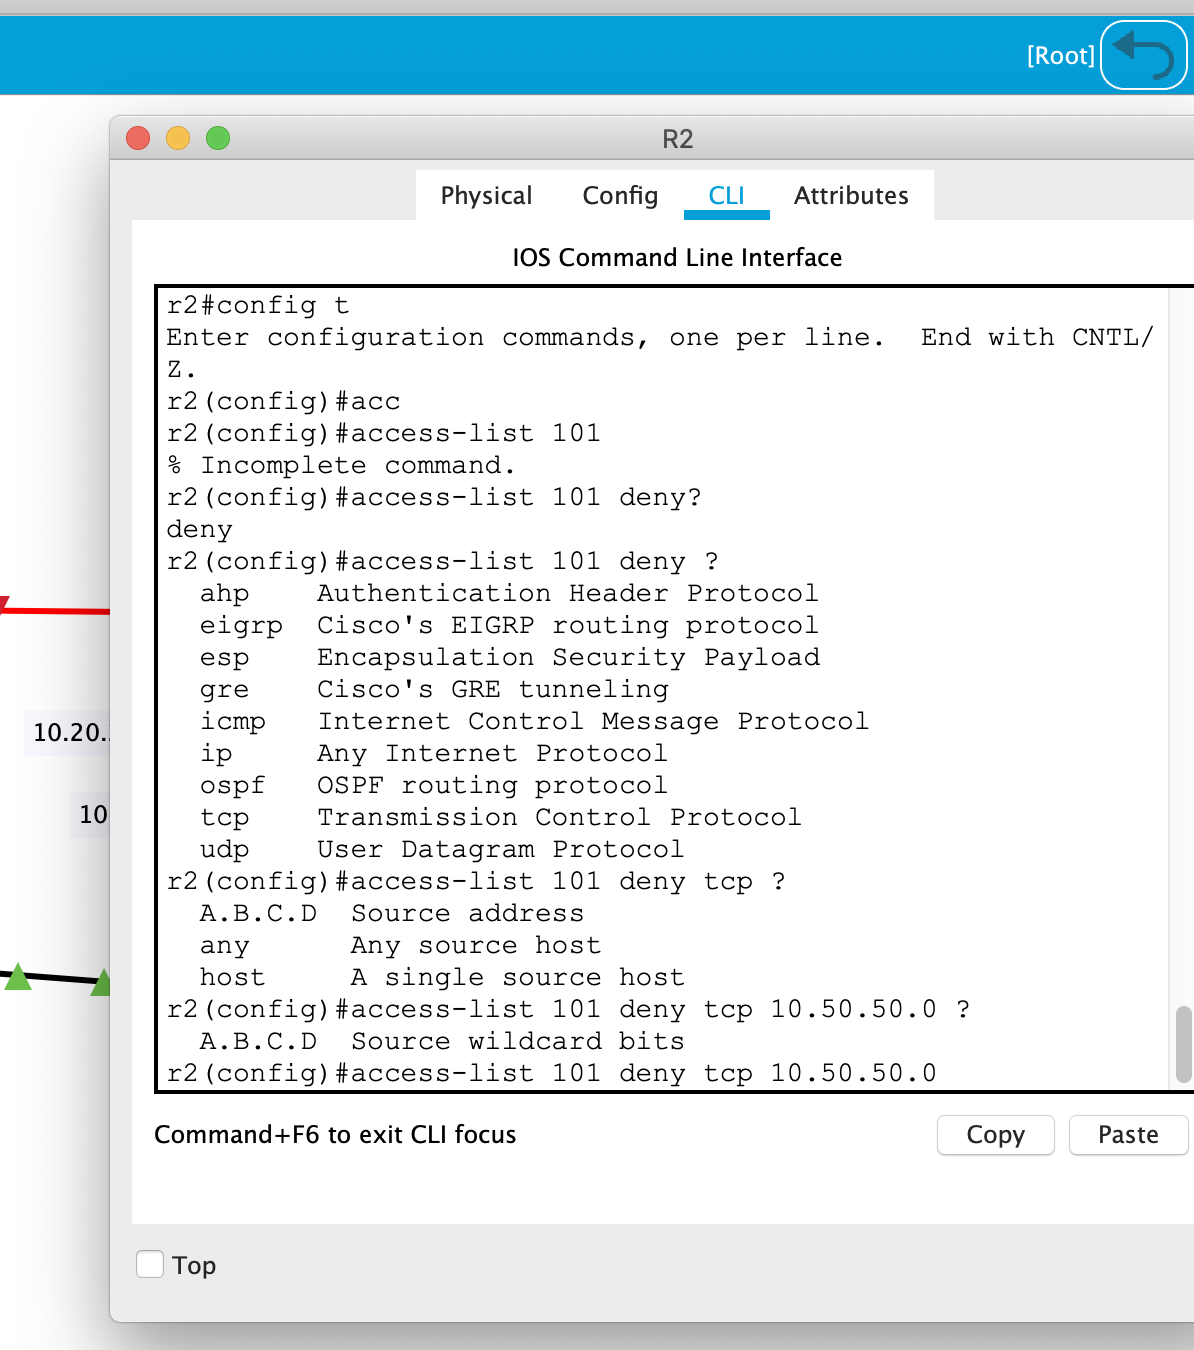 [Root]
R2
Physical Config CLI Attributes
IOS Command Line Interface
r2#config t
Enter configuration commands, one per line.  End with CNTL/
Z.
r2(config)#acc
r2(config)#access-list 101
% Incomplete command.
r2(config)#access-list 101 deny?
deny
r2(config)#access-list 101 deny ?
  ahp    Authentication Header Protocol
  eigrp  Cisco's EIGRP routing protocol
  esp    Encapsulation Security Payload
  gre    Cisco's GRE tunneling
  icmp   Internet Control Message Protocol
  ip     Any Internet Protocol
  ospf   OSPF routing protocol
  tcp    Transmission Control Protocol
  udp    User Datagram Protocol
r2(config)#access-list 101 deny tcp ?
  A.B.C.D  Source address
  any      Any source host
  host     A single source host
r2(config)#access-list 101 deny tcp 10.50.50.0 ?
  A.B.C.D  Source wildcard bits
r2(config)#access-list 101 deny tcp 10.50.50.0
10.20.
10
Command+F6 to exit CLI focus
Copy
Paste
Top